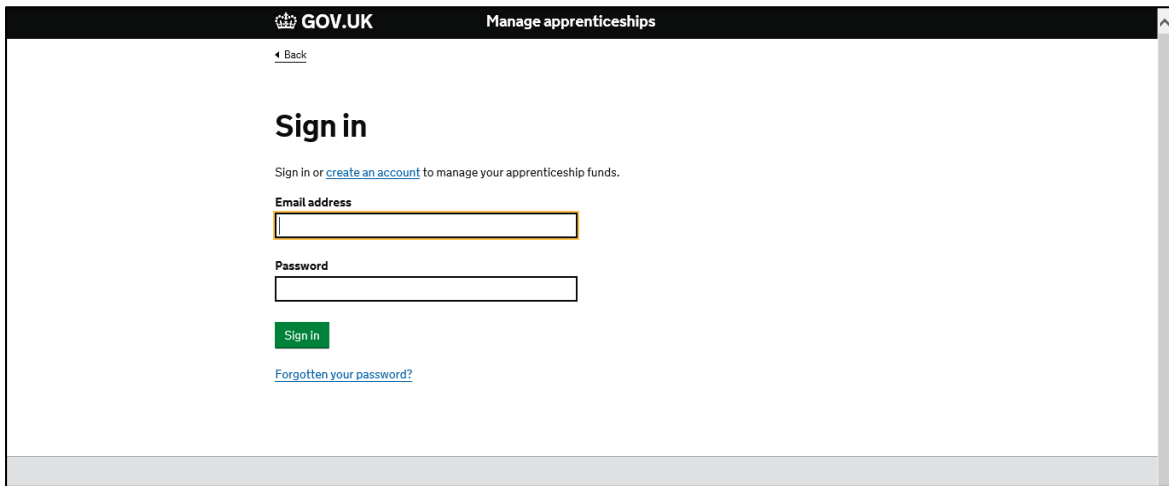 GOV.UK Manage apprenticeships
Back
Sign in
Sign in or create an account to manage your apprenticeship funds.
Email address
Password
Sign in
Forgotten your password?